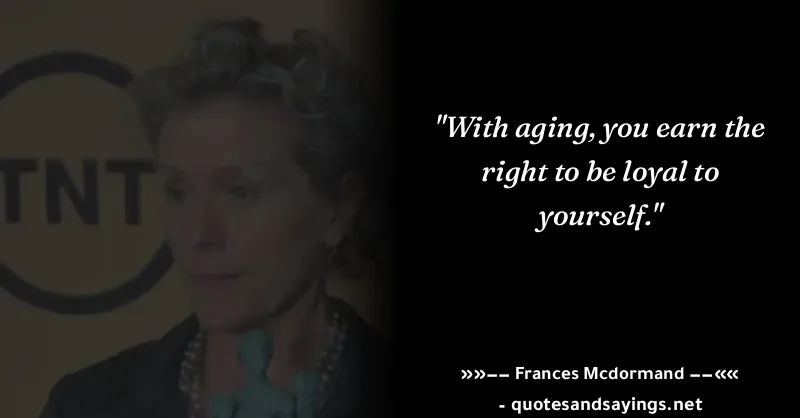 TNT
"With aging, you earn the
right to be loyal to
yourself."
»»–– Frances Mcdormand ––««
- quotesandsayings.net